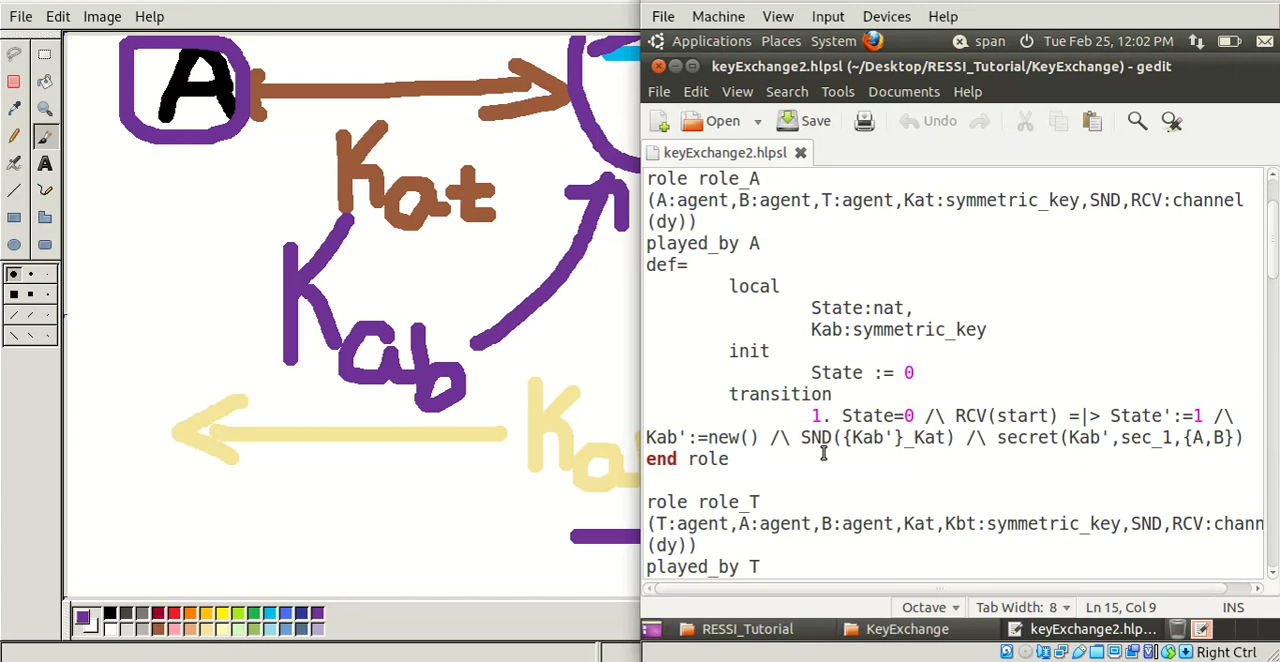 File Edit Image Help
A
Kat
Kab
File Machine View Input Devices Help
Applications Places System span Tue Feb 25, 12:02 PM
keyExchange2.hlpsl (~/Desktop/RESSI_Tutorial/KeyExchange) - gedit
File Edit View Search Tools Documents Help
Open Save Undo
keyExchange2.hlpsl
role role_A
(A:agent,B:agent,T:agent,Kat:symmetric_key,SND,RCV:channel
(dy))
played_by A
def=
local
State:nat,
Kab:symmetric_key
init
State := 0
transition
1. State=0 /\ RCV(start) =|> State':=1 /\
Kab':=new() /\ SND({Kab'}_Kat) /\ secret(Kab',sec_1,{A,B})
end role
role role_T
(T:agent,A:agent,B:agent,Kat,Kbt:symmetric_key,SND,RCV:chann
(dy))
played_by T
Octave Tab Width: 8 Ln 15, Col 9 INS
RESSI_Tutorial KeyExchange keyExchange2.hlp...
Right Ctrl